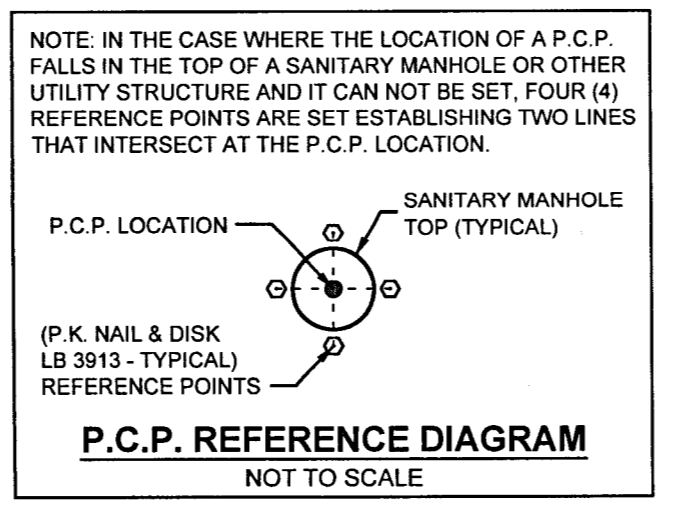 NOTE: IN THE CASE WHERE THE LOCATION OF A P.C.P.
FALLS IN THE TOP OF A SANITARY MANHOLE OR OTHER
UTILITY STRUCTURE AND IT CAN NOT BE SET, FOUR (4)
REFERENCE POINTS ARE SET ESTABLISHING TWO LINES
THAT INTERSECT AT THE P.C.P. LOCATION.
SANITARY MANHOLE
TOP (TYPICAL)
P.C.P. LOCATION
(P.K. NAIL & DISK
LB 3913 - TYPICAL)
REFERENCE POINTS
P.C.P. REFERENCE DIAGRAM
NOT TO SCALE